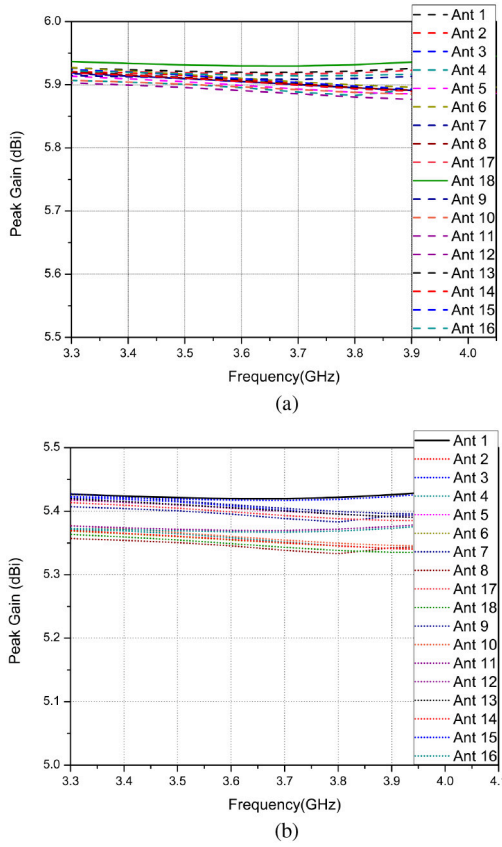 6.0
5.9
5.8
5.7
5.6
5.5
Peak Gain (dBi)
3.3 3.4 3.5 3.6 3.7 3.8 3.9 4.0
Frequency(GHz)
Ant 1
Ant 2
Ant 3
Ant 4
Ant 5
Ant 6
Ant 7
Ant 8
Ant 17
Ant 18
Ant 9
Ant 10
Ant 11
Ant 12
Ant 13
Ant 14
Ant 15
Ant 16
(a)
5.5
5.4
5.3
5.2
5.1
5.0
Peak Gain (dBi)
3.3 3.4 3.5 3.6 3.7 3.8 3.9 4.0 4.
Frequency(GHz)
Ant 1
Ant 2
Ant 3
Ant 4
Ant 5
Ant 6
Ant 7
Ant 8
Ant 17
Ant 18
Ant 9
Ant 10
Ant 11
Ant 12
Ant 13
Ant 14
Ant 15
Ant 16
(b)